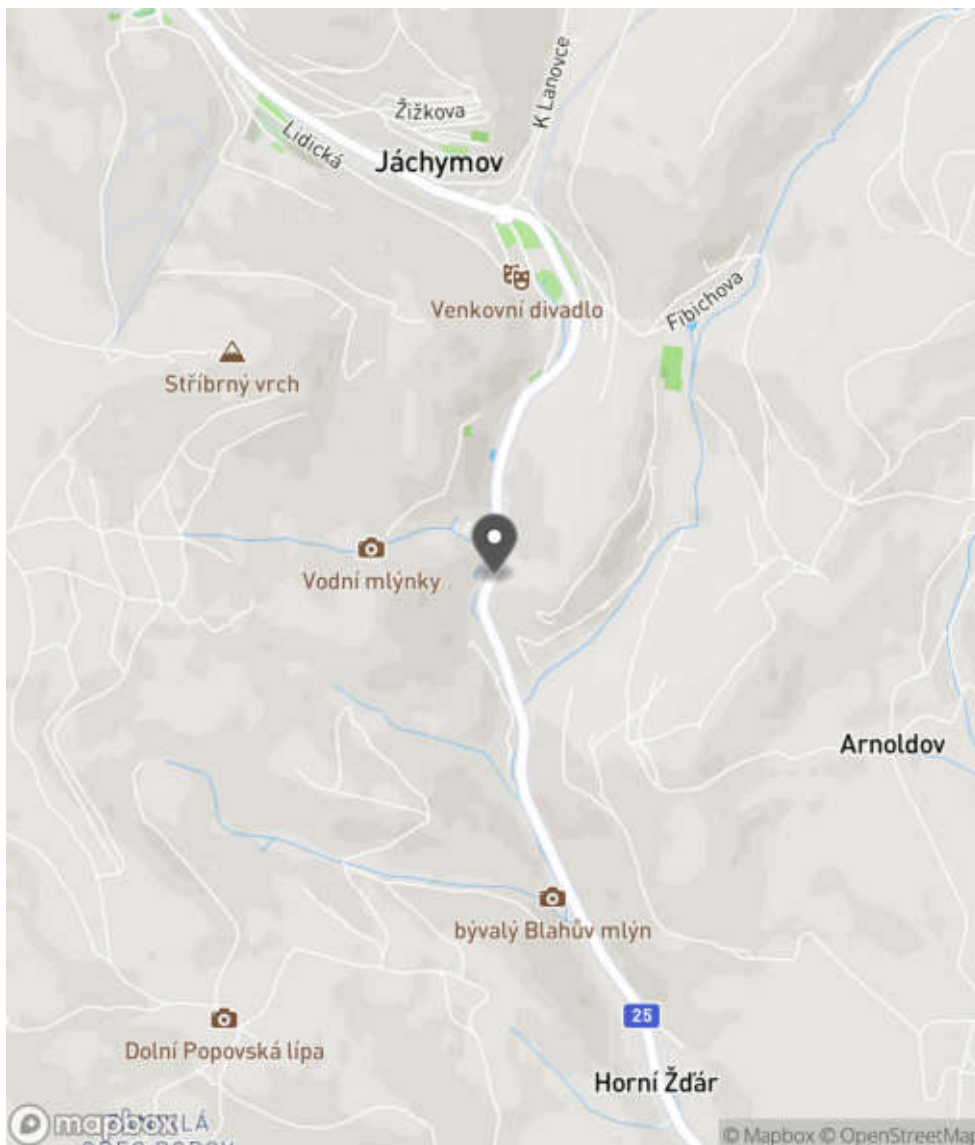 K Lanovce
Žižkova
Lidická
Jáchymov
Venkovní divadlo
Fibichova
Stříbrný vrch
Vodní mlýnky
Arnoldov
bývalý Blahův mlýn
25
Dolní Popovská lípa
Horní Žďár
mapbox
© Mapbox © OpenStreetMap